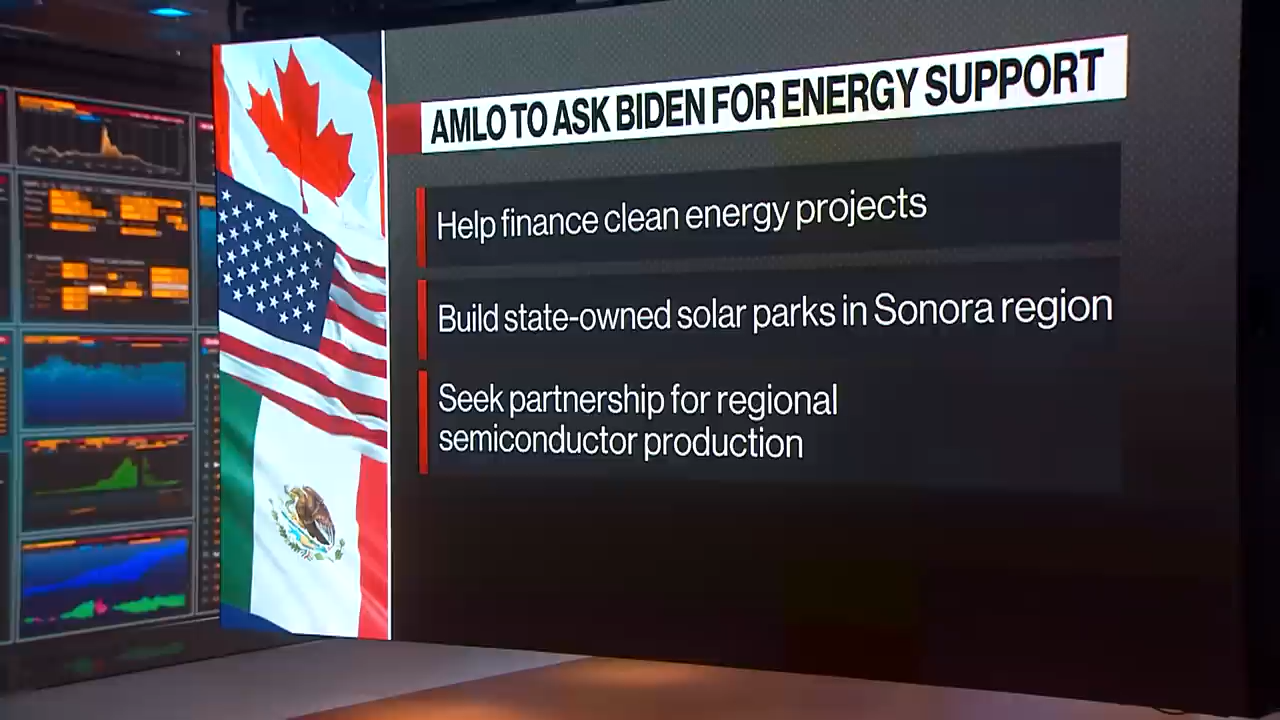 AMLO TO ASK BIDEN FOR ENERGY SUPPORT
Help finance clean energy projects
Build state-owned solar parks in Sonora region
Seek partnership for regional
semiconductor production